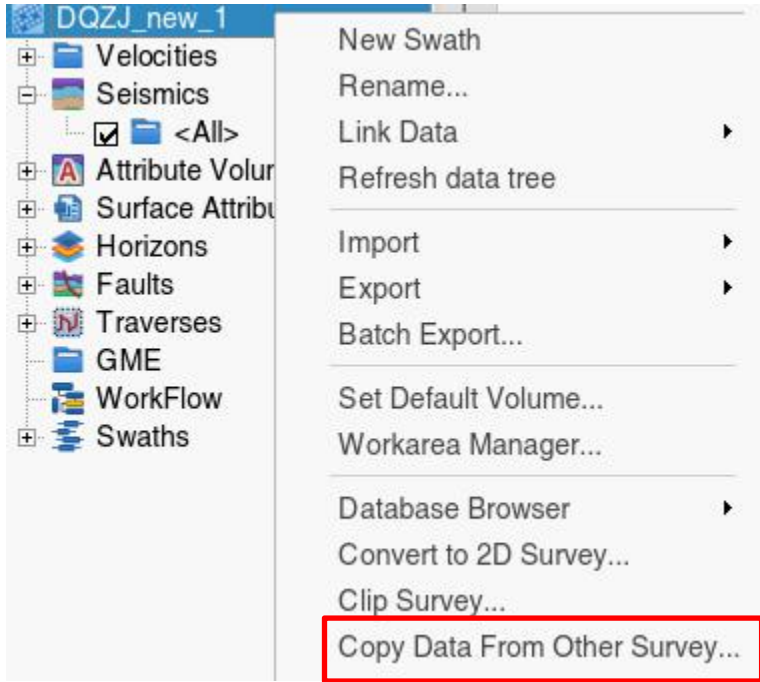 DQZJ_new_1
Velocities
Seismics
<All>
Attribute Volur
Surface Attribu
Horizons
Faults
Traverses
GME
WorkFlow
Swaths
New Swath
Rename...
Link Data
Refresh data tree
Import
Export
Batch Export...
Set Default Volume...
Workarea Manager...
Database Browser
Convert to 2D Survey...
Clip Survey...
Copy Data From Other Survey...